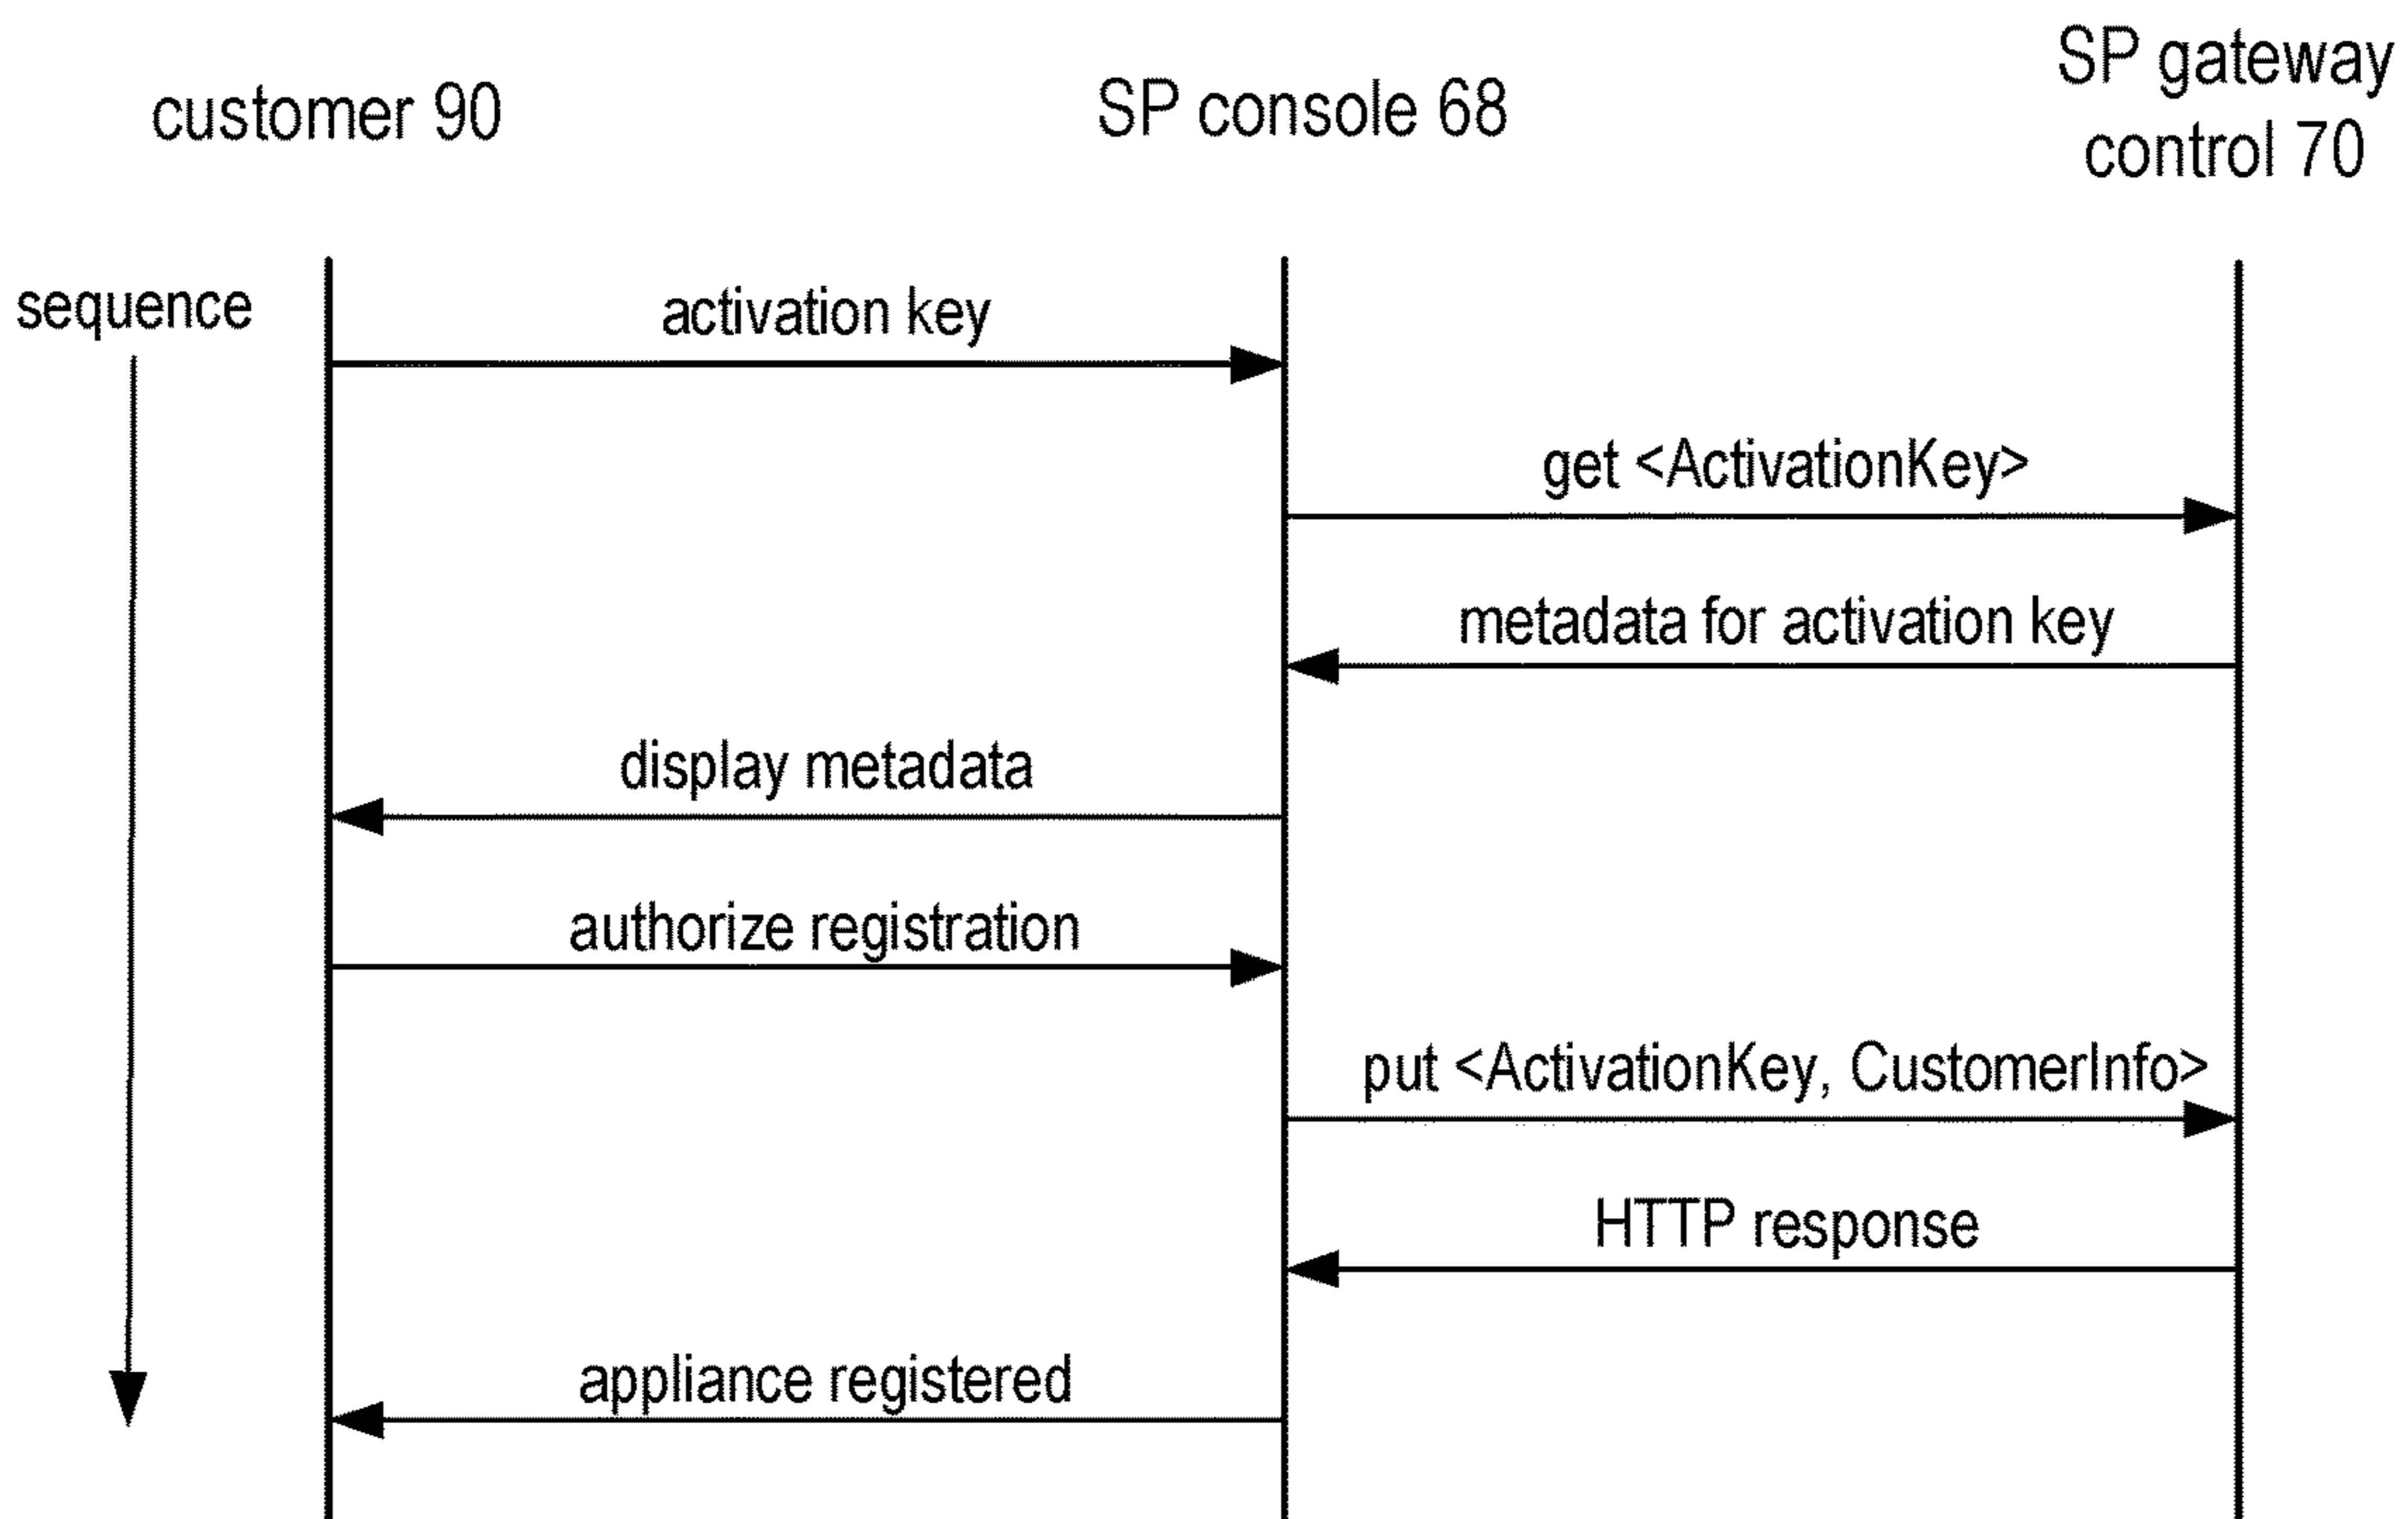 customer 90
SP console 68
SP gateway
control 70
sequence
activation key
get <ActivationKey>
metadata for activation key
display metadata
authorize registration
put <ActivationKey, CustomerInfo>
HTTP response
appliance registered